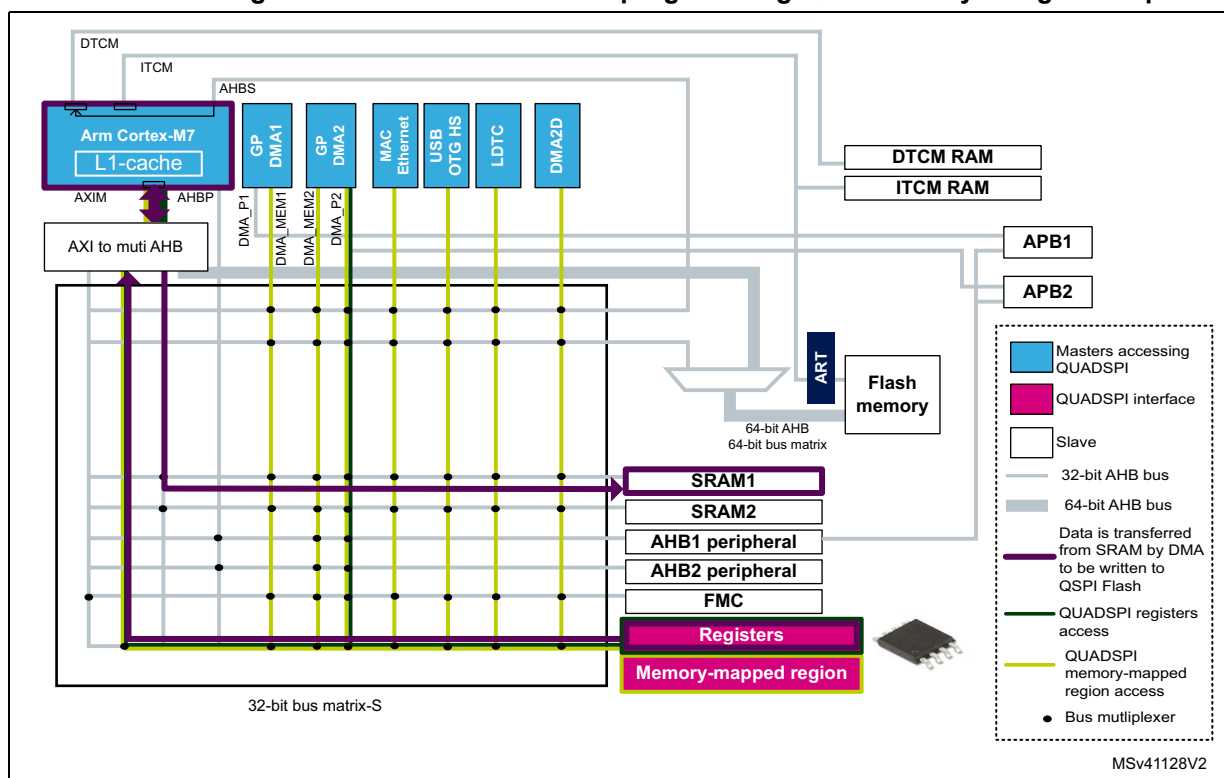 DTCM
ITCM
AHBS
Arm Cortex-M7
L1-cache
GP
DMA1
GP
DMA2
MAC
Ethernet
USB
OTG HS
LDTC
DMA2D
DTCM RAM
ITCM RAM
AXIM
AHBP
DMA_P1
DMA_MEM1
DMA_MEM2
DMA_P2
AXI to muti AHB
APB1
APB2
ART
Flash
memory
64-bit AHB
64-bit bus matrix
SRAM1
SRAM2
AHB1 peripheral
AHB2 peripheral
FMC
Registers
Memory-mapped region
32-bit bus matrix-S
Masters accessing
QUADSPI
QUADSPI interface
Slave
32-bit AHB bus
64-bit AHB bus
Data is transferred
from SRAM by DMA
to be written to
QSPI Flash
QUADSPI registers
access
QUADSPI
memory-mapped
region access
Bus mutliplexer
MSv41128V2